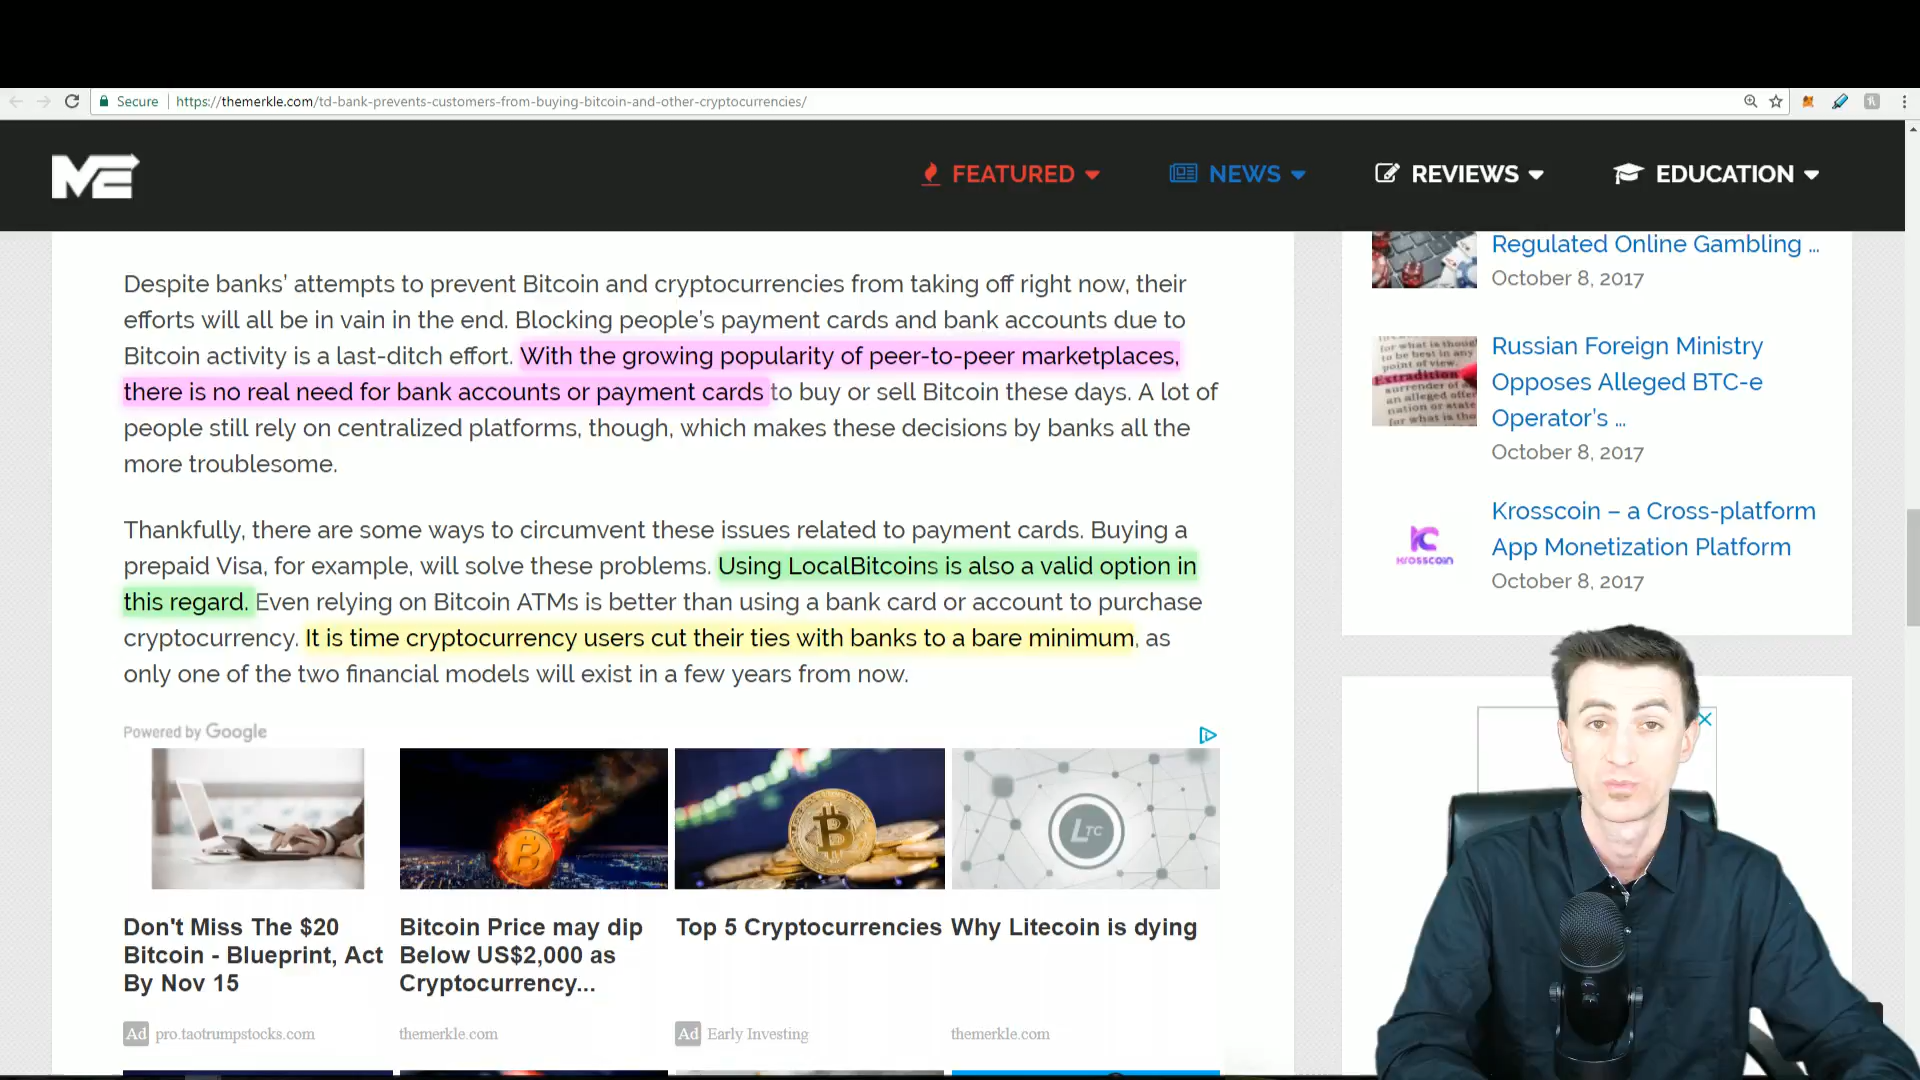 Secure https://themerkle.com/td-bank-prevents-customers-from-buying-bitcoin-and-other-cryptocurrencies/
ME FEATURED NEWS REVIEWS EDUCATION
Despite banks’ attempts to prevent Bitcoin and cryptocurrencies from taking off right now, their
efforts will all be in vain in the end. Blocking people’s payment cards and bank accounts due to
Bitcoin activity is a last-ditch effort. With the growing popularity of peer-to-peer marketplaces,
there is no real need for bank accounts or payment cards to buy or sell Bitcoin these days. A lot of
people still rely on centralized platforms, though, which makes these decisions by banks all the
more troublesome.
Thankfully, there are some ways to circumvent these issues related to payment cards. Buying a
prepaid Visa, for example, will solve these problems. Using LocalBitcoins is also a valid option in
this regard. Even relying on Bitcoin ATMs is better than using a bank card or account to purchase
cryptocurrency. It is time cryptocurrency users cut their ties with banks to a bare minimum, as
only one of the two financial models will exist in a few years from now.
Powered by Google
LTC
Don't Miss The $20
Bitcoin - Blueprint, Act
By Nov 15
Ad pro.taotrumpstocks.com
Bitcoin Price may dip
Below US$2,000 as
Cryptocurrency...
themerkle.com
Top 5 Cryptocurrencies
Ad Early Investing
Why Litecoin is dying
themerkle.com
Regulated Online Gambling ...
October 8, 2017
Extradition
Russian Foreign Ministry
Opposes Alleged BTC-e
Operator’s ...
October 8, 2017
KROSSCOIN
Krosscoin – a Cross-platform
App Monetization Platform
October 8, 2017